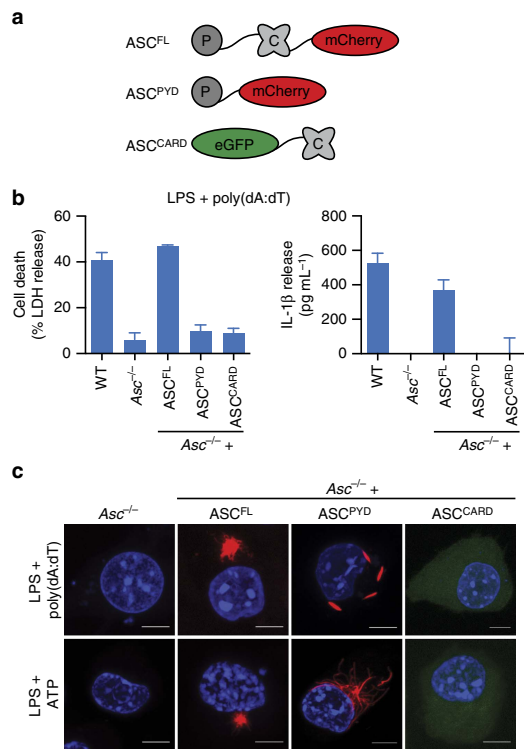 a
ASC^FL P C mCherry
ASC^PYD P mCherry
ASC^CARD eGFP C
b
LPS + poly(dA:dT)
Cell death
(% LDH release)
60
40
20
0
WT
Asc^–/–
ASC^FL
ASC^PYD
ASC^CARD
Asc^–/– +
IL-1β release
(pg mL^–1)
800
600
400
200
0
WT
Asc^–/–
ASC^FL
ASC^PYD
ASC^CARD
Asc^–/– +
c
Asc^–/– +
Asc^–/– ASC^FL ASC^PYD ASC^CARD
LPS +
poly(dA:dT)
LPS +
ATP